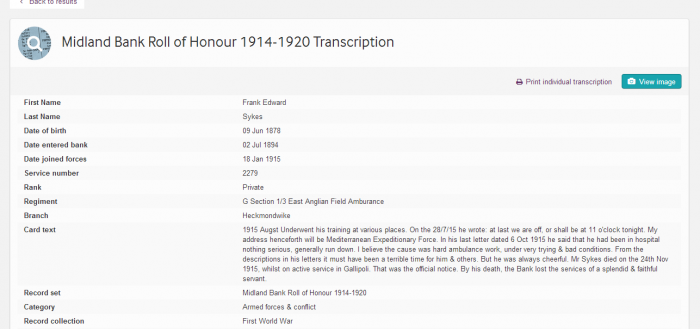 Back to results
Midland Bank Roll of Honour 1914-1920 Transcription
Print individual transcription View image
First Name Frank Edward
Last Name Sykes
Date of birth 09 Jun 1878
Date entered bank 02 Jul 1894
Date joined forces 18 Jan 1915
Service number 2279
Rank Private
Regiment G Section 1/3 East Anglian Field Amburance
Branch Heckmondwike
Card text 1915 Augst Underwent his training at various places. On the 28/7/15 he wrote: at last we are off, or shall be at 11 o'clock tonight. My
address henceforth will be Mediterranean Expeditionary Force. In his last letter dated 6 Oct 1915 he said that he had been in hospital
nothing serious, generally run down. I believe the cause was hard ambulance work, under very trying & bad conditions. From the
descriptions in his letters it must have been a terrible time for him & others. But he was always cheerful. Mr Sykes died on the 24th Nov
1915, whilst on active service in Gallipoli. That was the official notice. By his death, the Bank lost the sevices of a splendid & faithful
servant.
Record set Midland Bank Roll of Honour 1914-1920
Category Armed forces & conflict
Record collection First World War